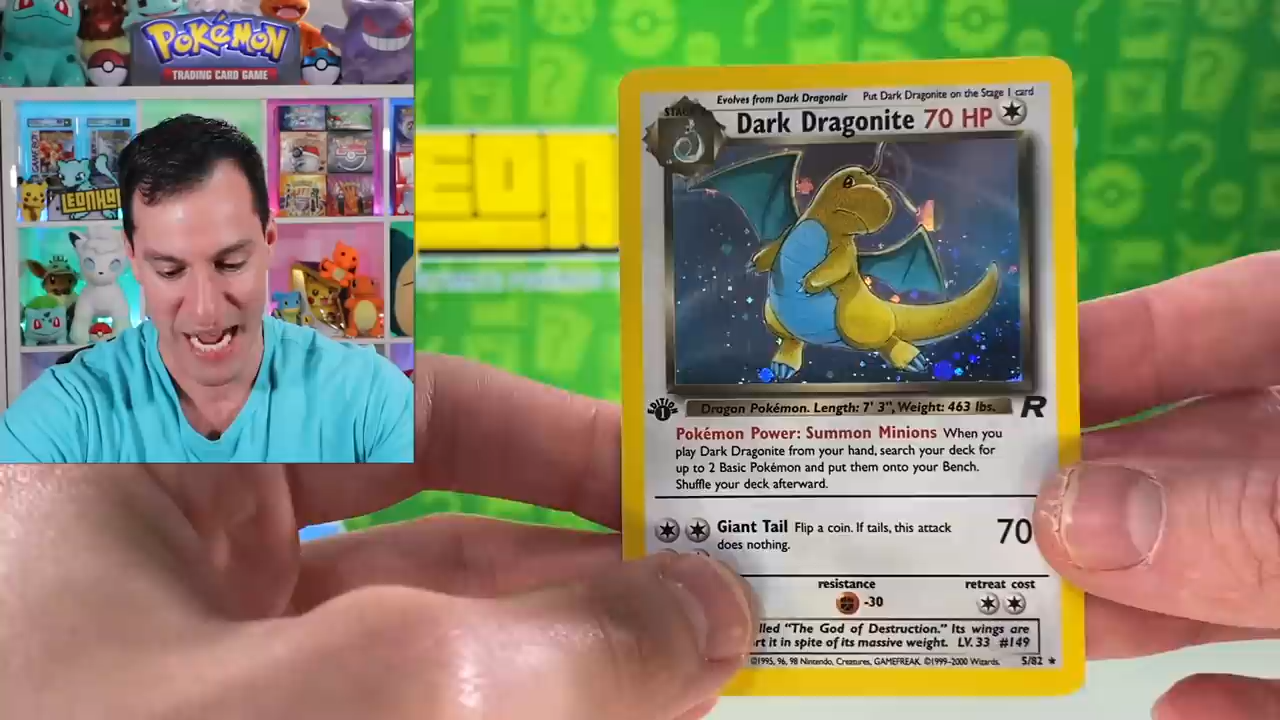 POKéMON
TRADING CARD GAME
LEONHA
EON
Evolves from Dark Dragonair
Put Dark Dragonite on the Stage 1 card
STAGE
Dark Dragonite 70 HP
EDITION
1
Dragon Pokémon. Length: 7' 3", Weight: 463 lbs.
R
Pokémon Power: Summon Minions When you
play Dark Dragonite from your hand, search your deck for
up to 2 Basic Pokémon and put them onto your Bench.
Shuffle your deck afterward.
Giant Tail Flip a coin. If tails, this attack
does nothing.
70
resistance
-30
retreat cost
lled "The God of Destruction." Its wings are
rt it in spite of its massive weight. LV. 33 #149
©1995, 96, 98 Nintendo, Creatures, GAMEFREAK. ©1999-2000 Wizards.
5/82 ★